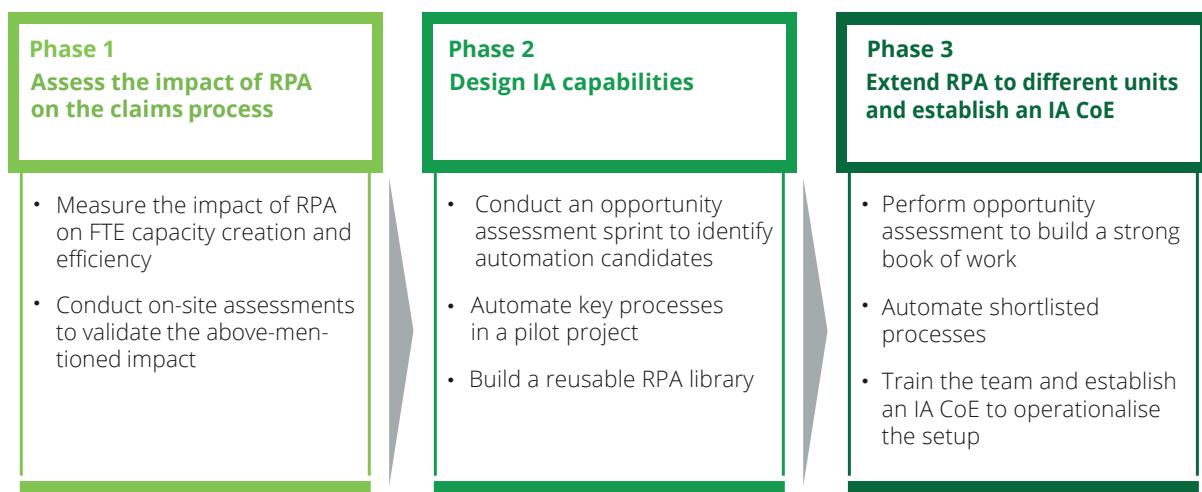 Phase 1
Assess the impact of RPA
on the claims process
• Measure the impact of RPA
on FTE capacity creation and
efficiency
• Conduct on-site assessments
to validate the above-men-
tioned impact
Phase 2
Design IA capabilities
• Conduct an opportunity
assessment sprint to identify
automation candidates
• Automate key processes
in a pilot project
• Build a reusable RPA library
Phase 3
Extend RPA to different units
and establish an IA CoE
• Perform opportunity
assessment to build a strong
book of work
• Automate shortlisted
processes
• Train the team and establish
an IA CoE to operationalise
the setup